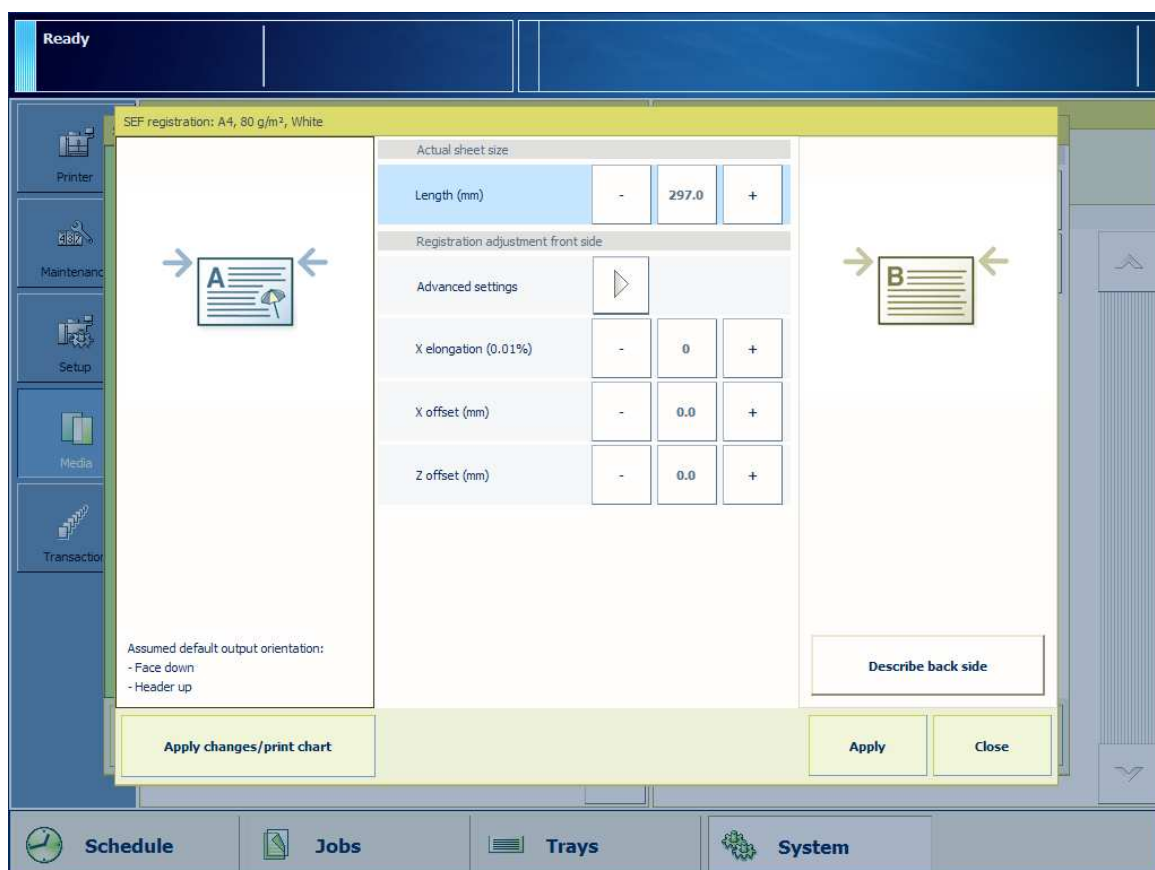 Ready
SEF registration: A4, 80 g/m², White
Printer
Maintenanc
Setup
Media
Transaction
A
Assumed default output orientation:
- Face down
- Header up
Actual sheet size
Length (mm) - 297.0 +
Registration adjustment front side
Advanced settings
X elongation (0.01%) - 0 +
X offset (mm) - 0.0 +
Z offset (mm) - 0.0 +
B
Describe back side
Apply changes/print chart
Apply
Close
Schedule
Jobs
Trays
System